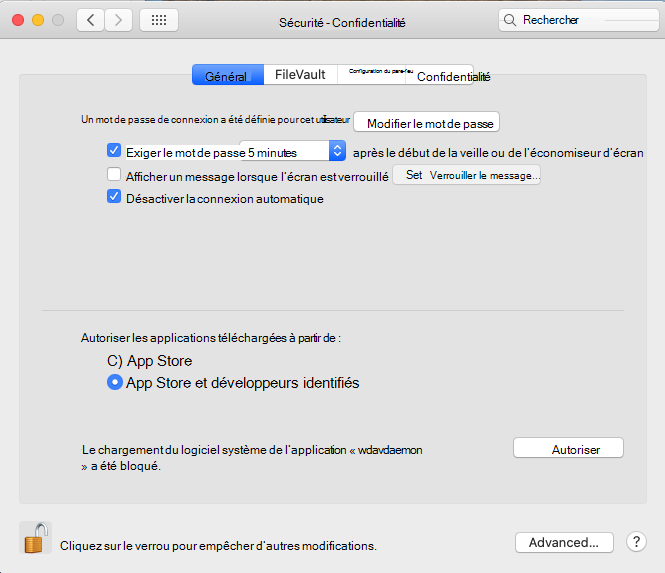 Sécurité - Confidentialité
Rechercher
Général
FileVault
Configuration du pare-feu
Confidentialité
Un mot de passe de connexion a été définie pour cet utilisateur
Modifier le mot de passe
Exiger le mot de passe 5 minutes après le début de la veille ou de l'économiseur d'écran
Afficher un message lorsque l'écran est verrouillé Set Verrouiller le message...
Désactiver la connexion automatique
Autoriser les applications téléchargées à partir de :
C) App Store
App Store et développeurs identifiés
Le chargement du logiciel système de l'application « wdavdaemon
» a été bloqué.
Autoriser
Cliquez sur le verrou pour empêcher d'autres modifications.
Advanced...
?